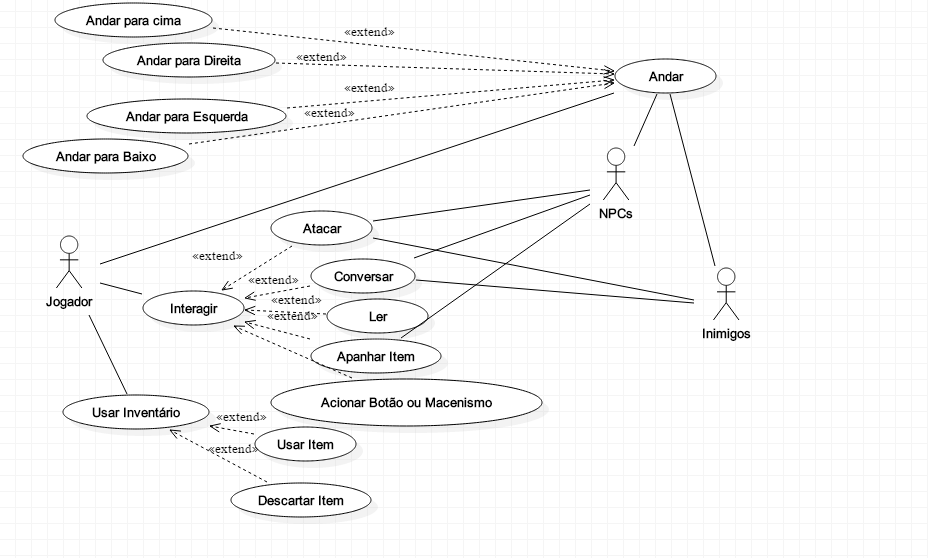 Andar para cima
«extend»
Andar para Direita
«extend»
Andar
«extend»
Andar para Esquerda
«extend»
Andar para Baixo
NPCs
Atacar
«extend»
Conversar
«extend»
Jogador
«extend»
Interagir
Ler
«extend»
Inimigos
Apanhar Item
Acionar Botão ou Macenismo
Usar Inventário
«extend»
Usar Item
«extend»
Descartar Item